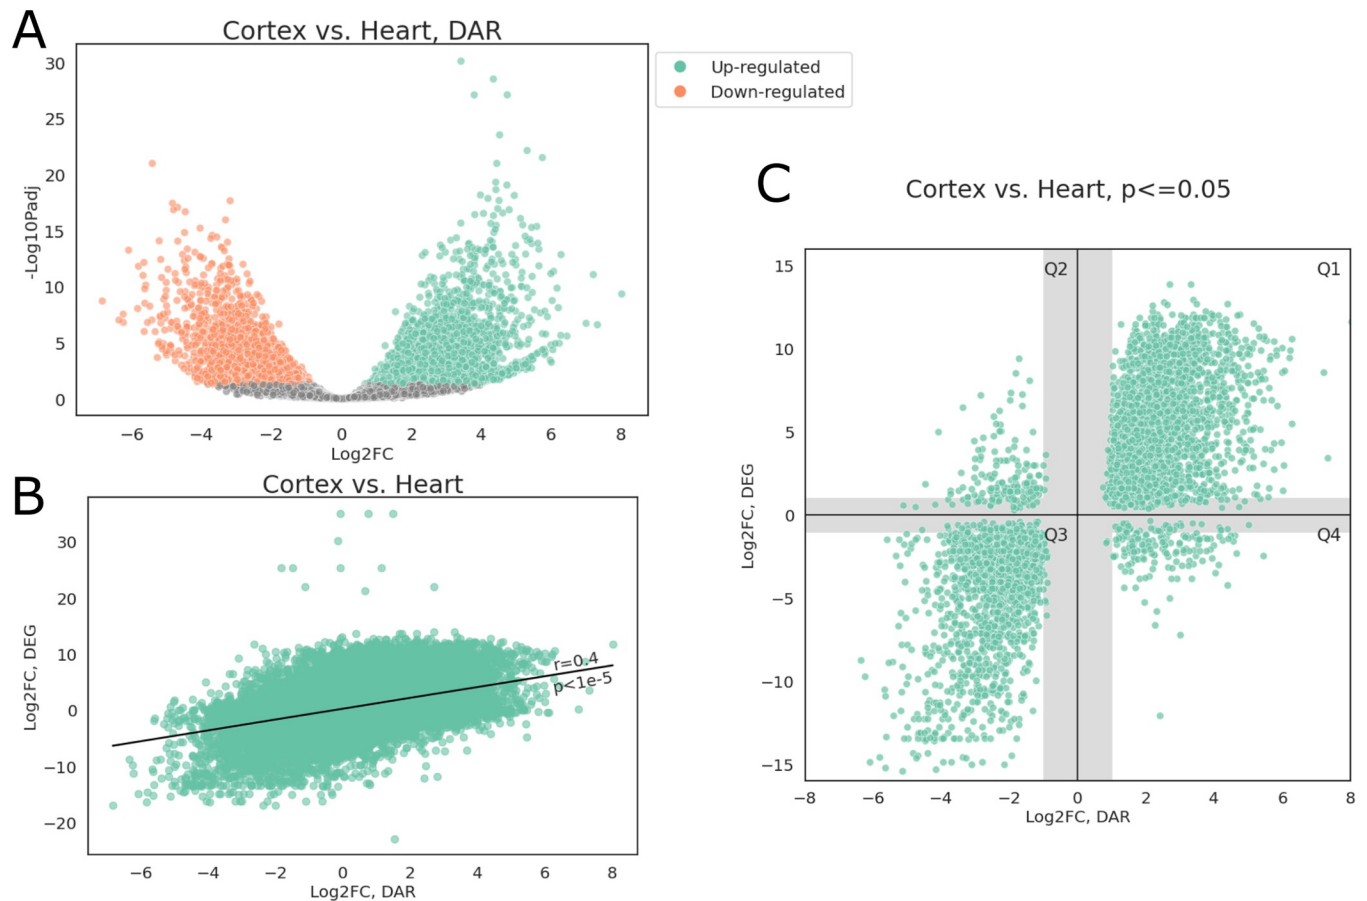 A
Cortex vs. Heart, DAR
30
25
20
15
10
5
0
-Log10Padj
−6 −4 −2 0 2 4 6 8
Log2FC
Up-regulated
Down-regulated
B
Cortex vs. Heart
30
20
10
0
−10
−20
Log2FC, DEG
r=0.4
p<1e-5
−6 −4 −2 0 2 4 6 8
Log2FC, DAR
C
Cortex vs. Heart, p<=0.05
Q2 Q1
Q3 Q4
15
10
5
0
−5
−10
−15
Log2FC, DEG
−8 −6 −4 −2 0 2 4 6 8
Log2FC, DAR